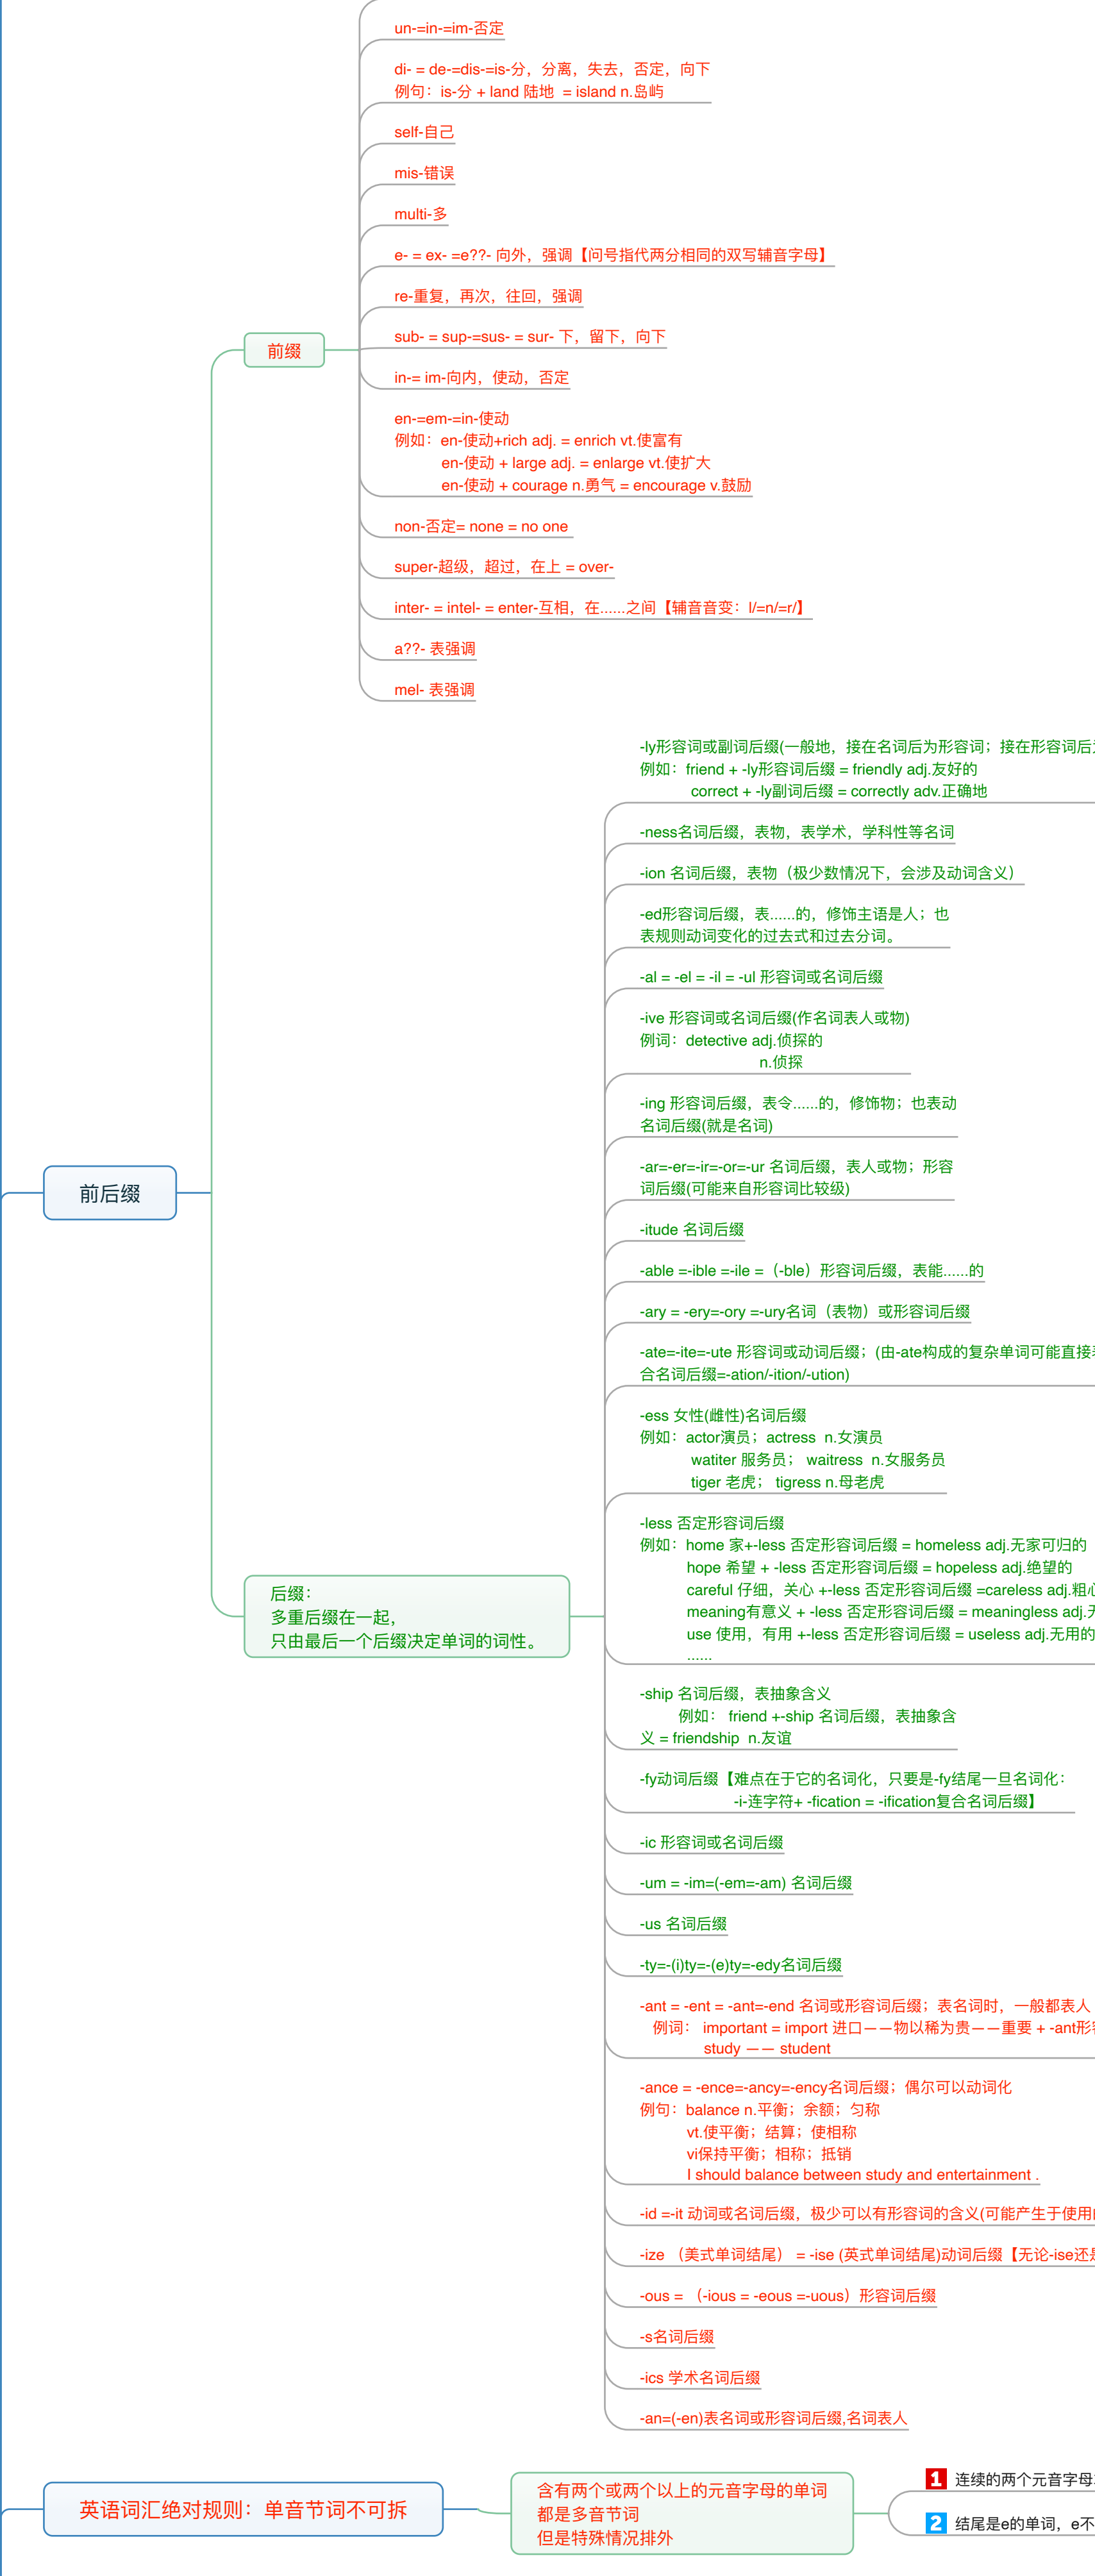 un-=in-=im-否定
di- = de-=dis-=is-分，分离，失去，否定，向下
例句：is-分 + land 陆地 = island n.岛屿
self-自己
mis-错误
multi-多
e- = ex- =e??- 向外，强调【问号指代两分相同的双写辅音字母】
re-重复，再次，往回，强调
sub- = sup-=sus- = sur- 下，留下，向下
前缀
in-= im-向内，使动，否定
en-=em-=in-使动
例如：en-使动+rich adj. = enrich vt.使富有
en-使动 + large adj. = enlarge vt.使扩大
en-使动 + courage n.勇气 = encourage v.鼓励
non-否定= none = no one
super-超级，超过，在上 = over-
inter- = intel- = enter-互相，在......之间【辅音音变：l/=n/=r/】
a??- 表强调
mel- 表强调
-ly形容词或副词后缀(一般地，接在名词后为形容词；接在形容词后
例如：friend + -ly形容词后缀 = friendly adj.友好的
correct + -ly副词后缀 = correctly adv.正确地
-ness名词后缀，表物，表学术，学科性等名词
-ion 名词后缀，表物（极少数情况下，会涉及动词含义）
-ed形容词后缀，表......的，修饰主语是人；也
表规则动词变化的过去式和过去分词。
-al = -el = -il = -ul 形容词或名词后缀
-ive 形容词或名词后缀(作名词表人或物)
例词：detective adj.侦探的
n.侦探
-ing 形容词后缀，表令......的，修饰物；也表动
名词后缀(就是名词)
-ar=-er=-ir=-or=-ur 名词后缀，表人或物；形容
词后缀(可能来自形容词比较级)
前后缀
-itude 名词后缀
-able =-ible =-ile =（-ble）形容词后缀，表能......的
-ary = -ery=-ory =-ury名词（表物）或形容词后缀
-ate=-ite=-ute 形容词或动词后缀；(由-ate构成的复杂单词可能直接
合名词后缀=-ation/-ition/-ution)
-ess 女性(雌性)名词后缀
例如：actor演员；actress n.女演员
watiter 服务员； waitress n.女服务员
tiger 老虎； tigress n.母老虎
-less 否定形容词后缀
例如：home 家+-less 否定形容词后缀 = homeless adj.无家可归的
hope 希望 + -less 否定形容词后缀 = hopeless adj.绝望的
careful 仔细，关心 +-less 否定形容词后缀 =careless adj.粗心
meaning有意义 + -less 否定形容词后缀 = meaningless adj.无
use 使用，有用 +-less 否定形容词后缀 = useless adj.无用的
......
后缀：
多重后缀在一起，
只由最后一个后缀决定单词的词性。
-ship 名词后缀，表抽象含义
例如： friend +-ship 名词后缀，表抽象含
义 = friendship n.友谊
-fy动词后缀【难点在于它的名词化，只要是-fy结尾一旦名词化：
-i-连字符+ -fication = -ification复合名词后缀】
-ic 形容词或名词后缀
-um = -im=(-em=-am) 名词后缀
-us 名词后缀
-ty=-(i)ty=-(e)ty=-edy名词后缀
-ant = -ent = -ant=-end 名词或形容词后缀；表名词时，一般都表人
例词： important = import 进口——物以稀为贵——重要 + -ant形容
study —— student
-ance = -ence=-ancy=-ency名词后缀；偶尔可以动词化
例句：balance n.平衡；余额；匀称
vt.使平衡；结算；使相称
vi保持平衡；相称；抵销
I should balance between study and entertainment .
-id =-it 动词或名词后缀，极少可以有形容词的含义(可能产生于使用
-ize （美式单词结尾） = -ise (英式单词结尾)动词后缀【无论-ise还是
-ous = （-ious = -eous =-uous）形容词后缀
-s名词后缀
-ics 学术名词后缀
-an=(-en)表名词或形容词后缀,名词表人
英语词汇绝对规则：单音节词不可拆
含有两个或两个以上的元音字母的单词
都是多音节词
但是特殊情况排外
1 连续的两个元音字母
2 结尾是e的单词，e不